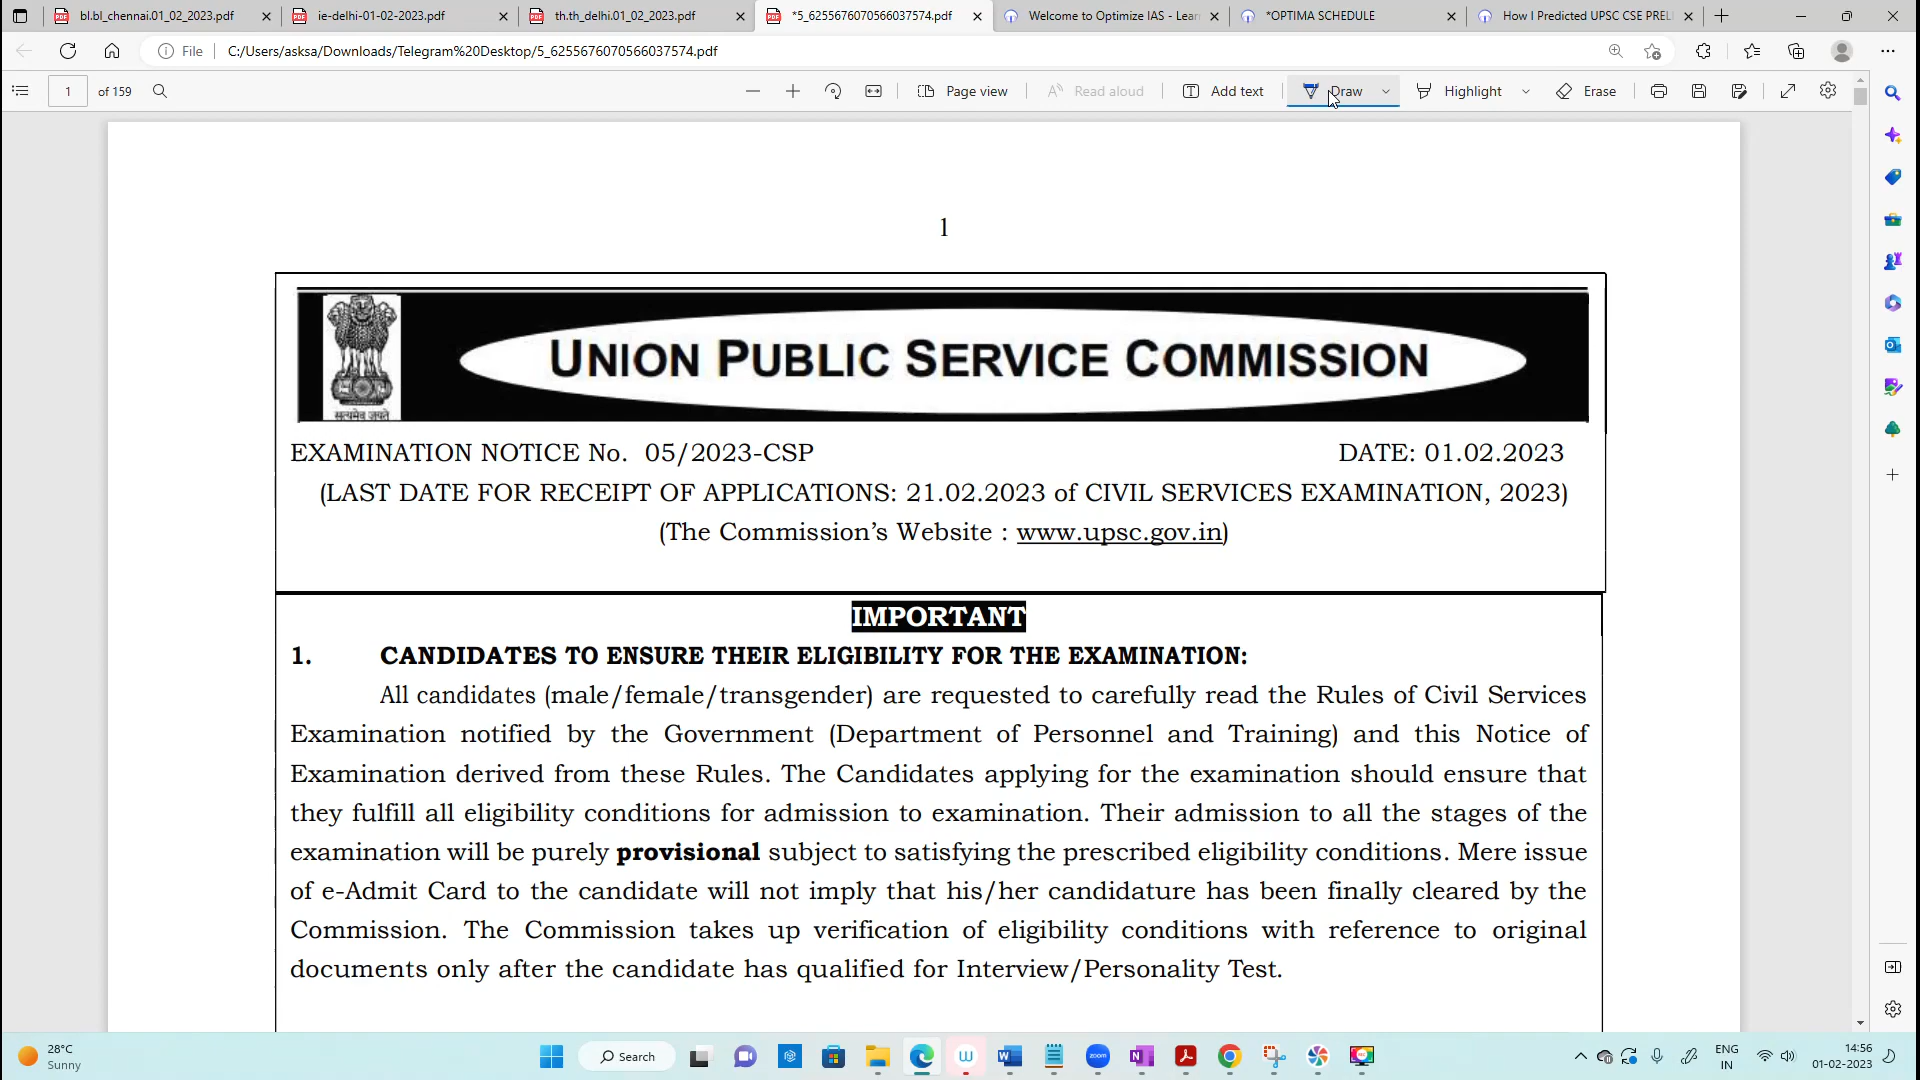 bl.bl_chennai.01_02_2023.pdf
ie-delhi-01-02-2023.pdf
th.th_delhi.01_02_2023.pdf
*5_6255676070566037574.pdf
Welcome to Optimize IAS - Lear
*OPTIMA SCHEDULE
How I Predicted UPSC CSE PREL
File
C:/Users/asksa/Downloads/Telegram%20Desktop/5_6255676070566037574.pdf
1
of 159
Page view
Read aloud
Add text
Draw
Highlight
Erase
1
सत्यमेव जयते
UNION PUBLIC SERVICE COMMISSION
EXAMINATION NOTICE No. 05/2023-CSP DATE: 01.02.2023
(LAST DATE FOR RECEIPT OF APPLICATIONS: 21.02.2023 of CIVIL SERVICES EXAMINATION, 2023)
(The Commission's Website : www.upsc.gov.in)
IMPORTANT
1. CANDIDATES TO ENSURE THEIR ELIGIBILITY FOR THE EXAMINATION:
All candidates (male/female/transgender) are requested to carefully read the Rules of Civil Services
Examination notified by the Government (Department of Personnel and Training) and this Notice of
Examination derived from these Rules. The Candidates applying for the examination should ensure that
they fulfill all eligibility conditions for admission to examination. Their admission to all the stages of the
examination will be purely provisional subject to satisfying the prescribed eligibility conditions. Mere issue
of e-Admit Card to the candidate will not imply that his/her candidature has been finally cleared by the
Commission. The Commission takes up verification of eligibility conditions with reference to original
documents only after the candidate has qualified for Interview/Personality Test.
28°C
Sunny
Search
zoom
ENG
IN
14:56
01-02-2023